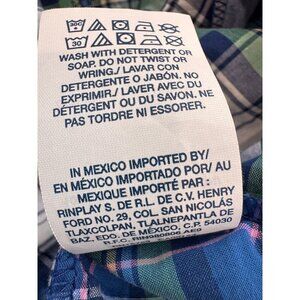 30C
30
WASH WITH DETERGENT OR
SOAP. DO NOT TWIST OR
WRING./ LAVAR CON
DETERGENTE O JABÓN. NO
EXPRIMIR./ LAVER AVEC DU
DÉTERGENT OU DU SAVON. NE
PAS TORDRE NI ESSORER.
IN MEXICO IMPORTED BY/
EN MÉXICO IMPORTADO POR/AU
MEXIQUE IMPORTÉ PAR :
RINPLAY S. DE R.L. DE C.V. HENRY
FORD NO. 29, COL. SAN NICOLÁS
TLAXCOLPAN, TLALNEPANTLA DE
BAZ, EDO. DE MÉXICO, C.P. 54030
R.F.C. RIN980806 AE9